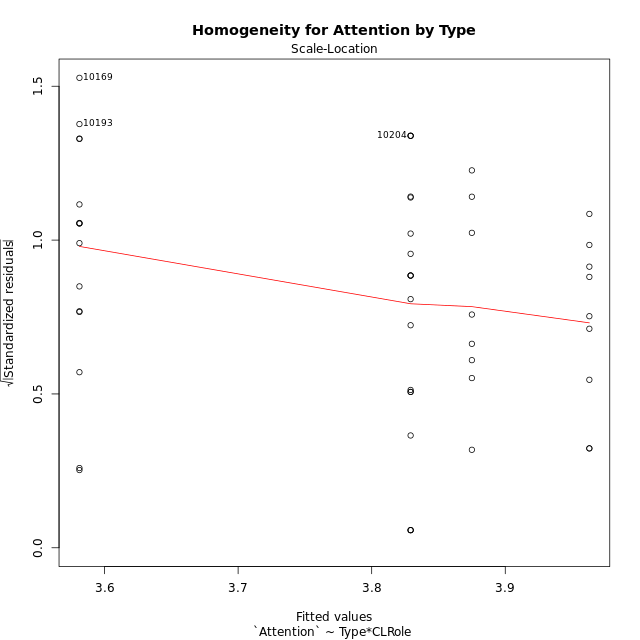 Homogeneity for Attention by Type
Scale-Location
10169
10193
10204
1.5
1.0
0.5
0.0
√|Standardized residuals|
3.6 3.7 3.8 3.9
Fitted values
`Attention` ~ Type*CLRole